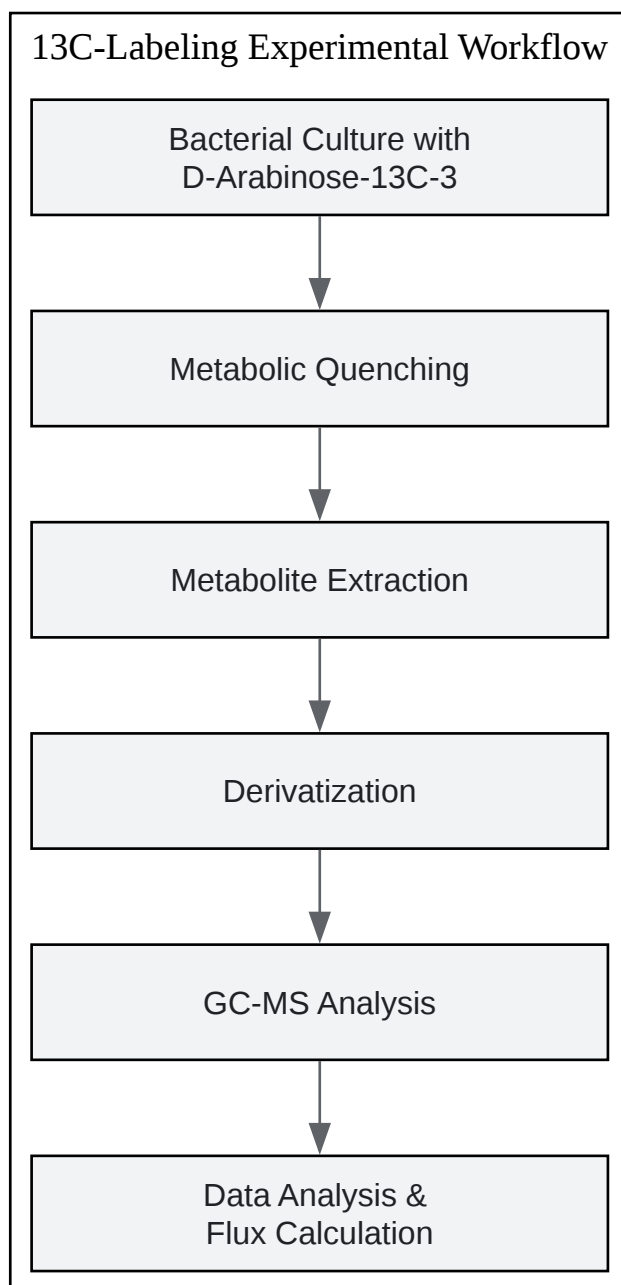 13C-Labeling Experimental Workflow
Bacterial Culture with
D-Arabinose-13C-3
Metabolic Quenching
Metabolite Extraction
Derivatization
GC-MS Analysis
Data Analysis &
Flux Calculation